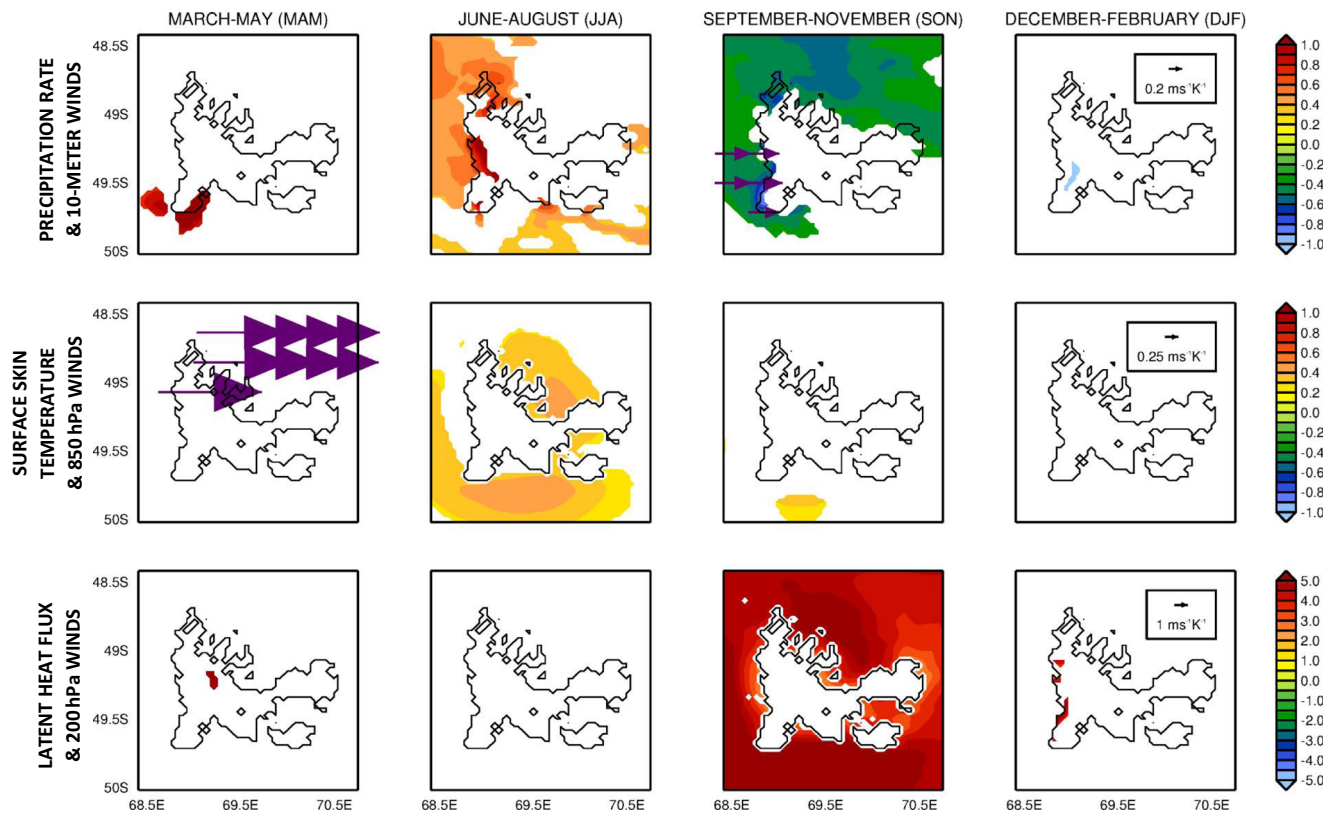 MARCH-MAY (MAM) JUNE-AUGUST (JJA) SEPTEMBER-NOVEMBER (SON) DECEMBER-FEBRUARY (DJF)
PRECIPITATION RATE
& 10-METER WINDS
48.5S
49S
49.5S
50S
0.2 ms⁻¹K⁻¹
1.0
0.8
0.6
0.4
0.2
0.0
-0.2
-0.4
-0.6
-0.8
-1.0
SURFACE SKIN
TEMPERATURE
& 850 hPa WINDS
48.5S
49S
49.5S
50S
0.25 ms⁻¹K⁻¹
1.0
0.8
0.6
0.4
0.2
0.0
-0.2
-0.4
-0.6
-0.8
-1.0
LATENT HEAT FLUX
& 200 hPa WINDS
48.5S
49S
49.5S
50S
1 ms⁻¹K⁻¹
5.0
4.0
3.0
2.0
1.0
0.0
-1.0
-2.0
-3.0
-4.0
-5.0
68.5E 69.5E 70.5E 68.5E 69.5E 70.5E 68.5E 69.5E 70.5E 68.5E 69.5E 70.5E